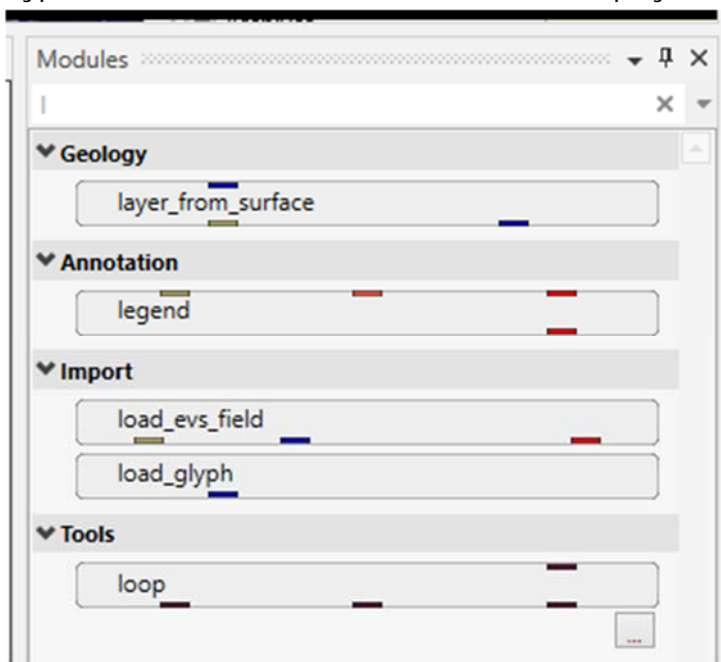 Modules
Geology
layer_from_surface
Annotation
legend
Import
load_evs_field
load_glyph
Tools
loop
...